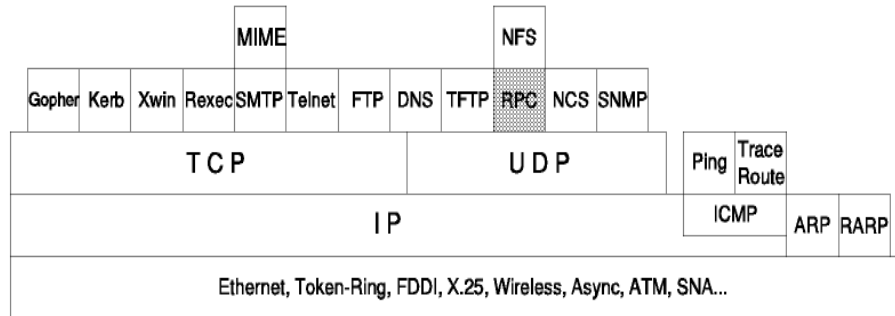 MIME NFS
Gopher Kerb Xwin Rexec SMTP Telnet FTP DNS TFTP RPC NCS SNMP
TCP UDP Ping Trace
Route
IP ICMP ARP RARP
Ethernet, Token-Ring, FDDI, X.25, Wireless, Async, ATM, SNA...